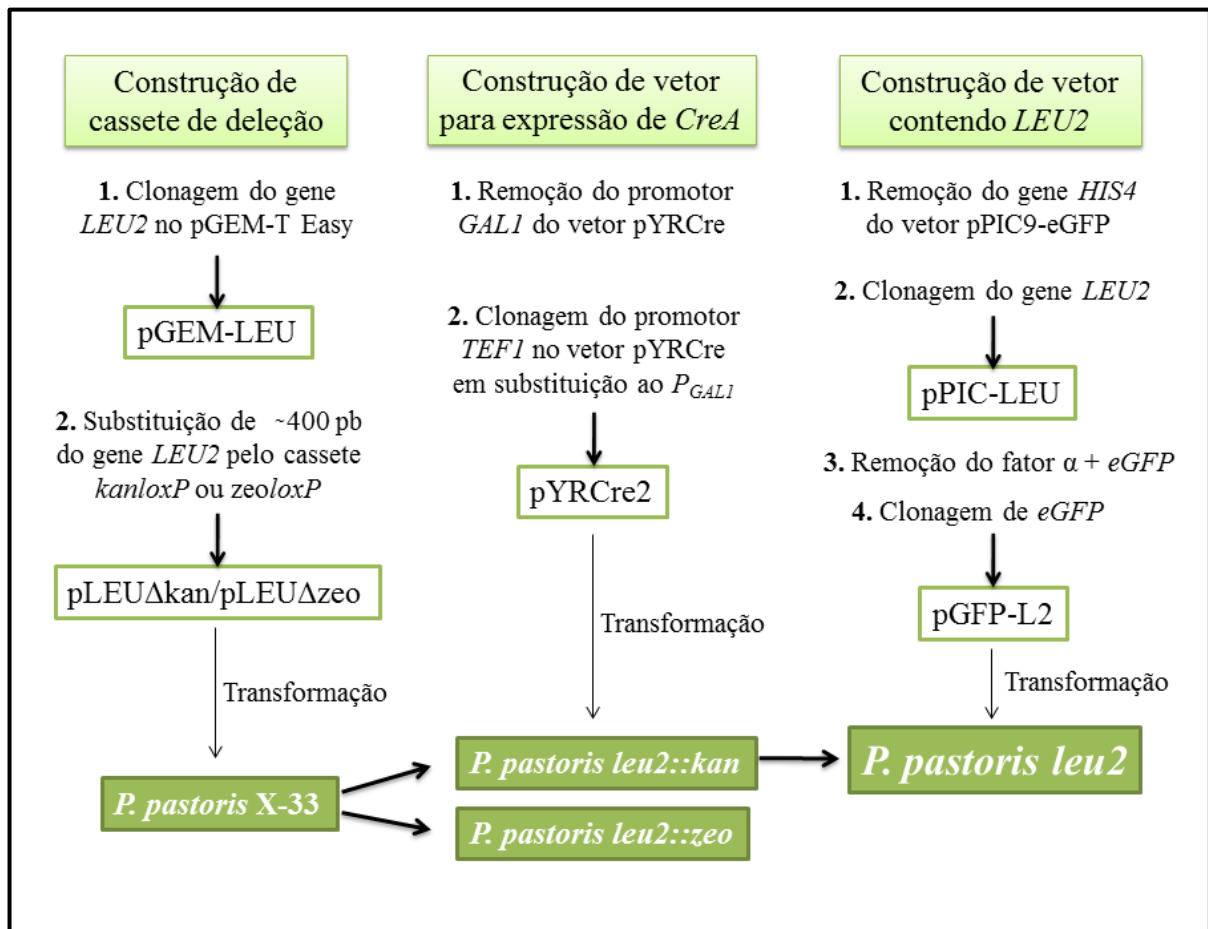 Construção de
cassete de deleção
1. Clonagem do gene
LEU2 no pGEM-T Easy
pGEM-LEU
2. Substituição de ~400 pb
do gene LEU2 pelo cassete
kanloxP ou zeoloxP
pLEUΔkan/pLEUΔzeo
Transformação
P. pastoris X-33
Construção de vetor
para expressão de CreA
1. Remoção do promotor
GAL1 do vetor pYRCre
2. Clonagem do promotor
TEF1 no vetor pYRCre
em substituição ao PGAL1
pYRCre2
Transformação
P. pastoris leu2::kan
P. pastoris leu2::zeo
Construção de vetor
contendo LEU2
1. Remoção do gene HIS4
do vetor pPIC9-eGFP
2. Clonagem do gene LEU2
pPIC-LEU
3. Remoção do fator α + eGFP
4. Clonagem de eGFP
pGFP-L2
Transformação
P. pastoris leu2